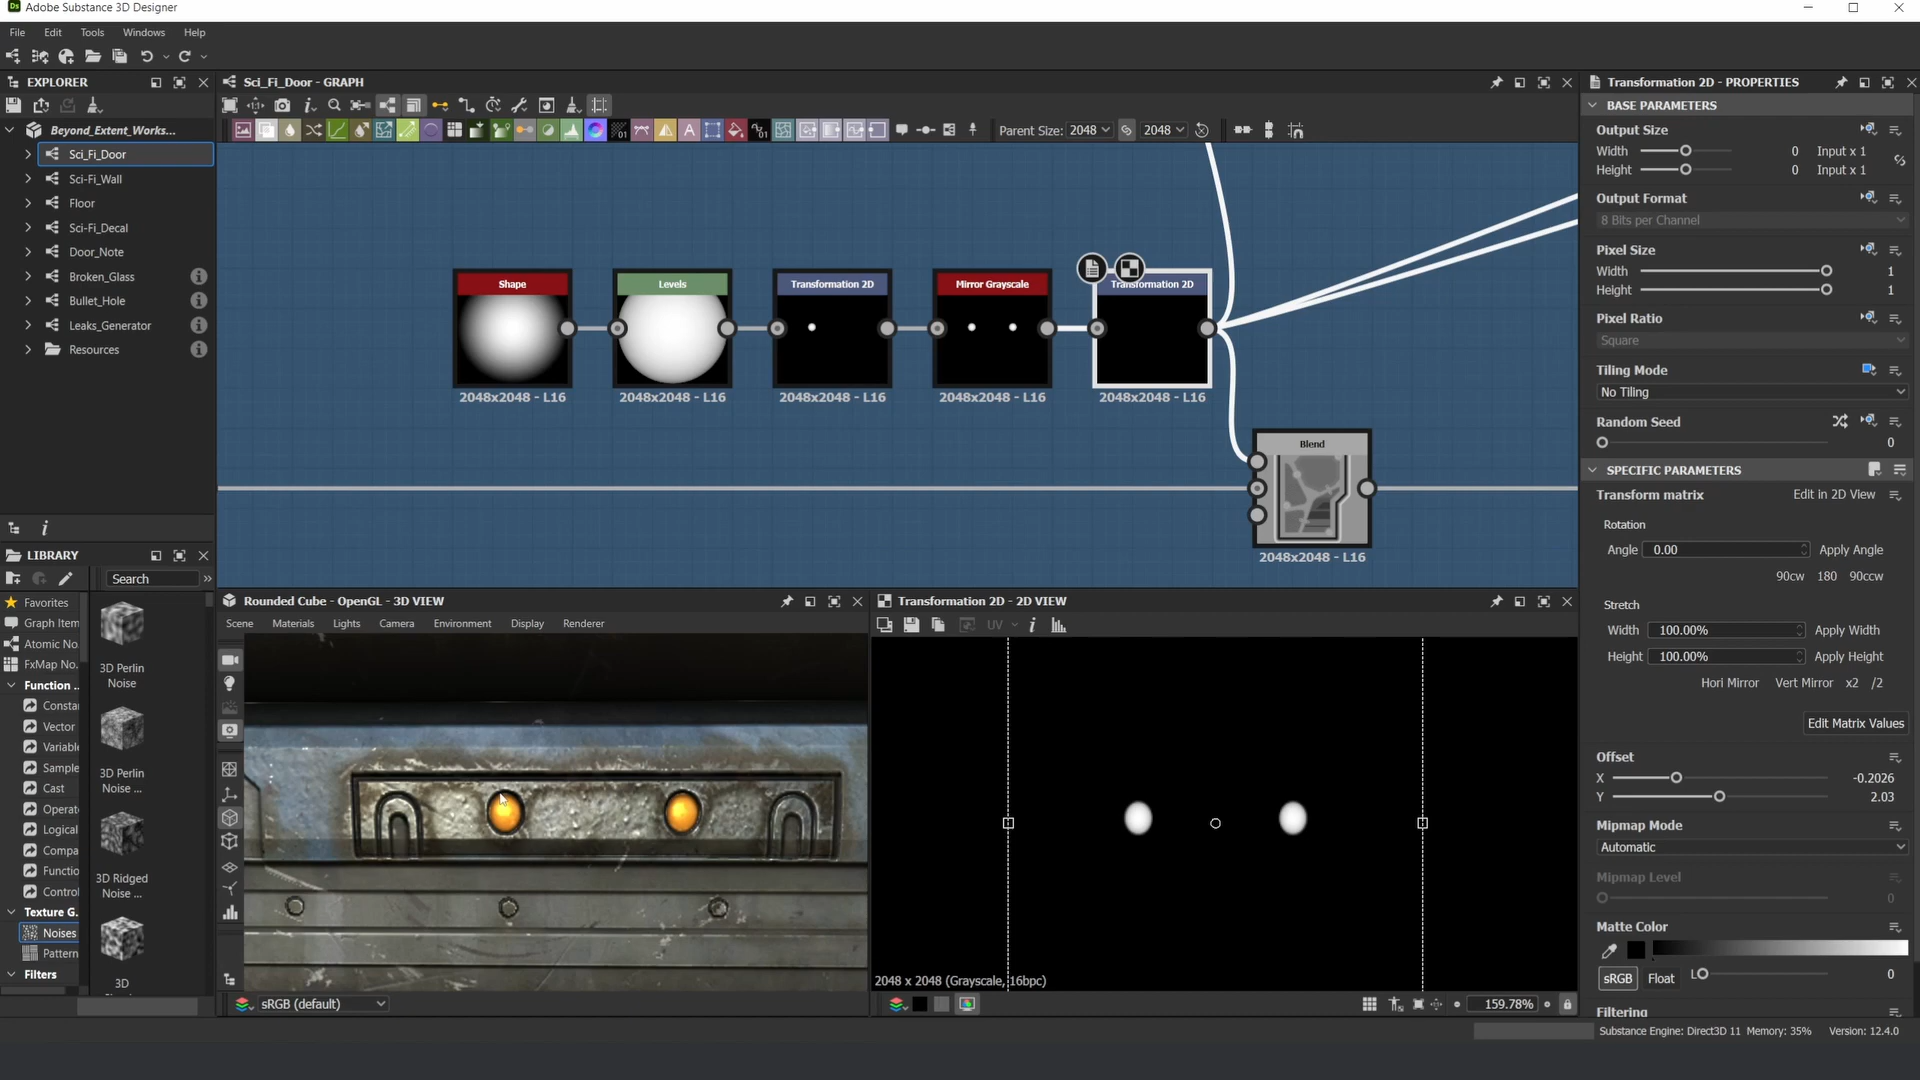 Ds Adobe Substance 3D Designer
File Edit Tools Windows Help
EXPLORER
Beyond_Extent_Works...
Sci_Fi_Door
Sci-Fi_Wall
Floor
Sci-Fi_Decal
Door_Note
Broken_Glass
Bullet_Hole
Leaks_Generator
Resources
LIBRARY
Search
Favorites
Graph Item
Atomic No
FxMap No.
Function ..
Consta
Vector
Variable
Sample
Cast
Operat
Logical
Compa
Functio
Control
Texture G.
Noises
Pattern
Filters
3D Perlin
Noise
3D Perlin
Noise ...
3D Ridged
Noise ...
3D
Sci_Fi_Door - GRAPH
Parent Size: 2048 2048
Shape
2048x2048 - L16
Levels
2048x2048 - L16
Transformation 2D
2048x2048 - L16
Mirror Grayscale
2048x2048 - L16
Transformation 2D
2048x2048 - L16
Blend
2048x2048 - L16
Rounded Cube - OpenGL - 3D VIEW
Scene Materials Lights Camera Environment Display Renderer
sRGB (default)
Transformation 2D - 2D VIEW
UV
2048 x 2048 (Grayscale, 16bpc)
159.78%
Transformation 2D - PROPERTIES
BASE PARAMETERS
Output Size
Width 0 Input x 1
Height 0 Input x 1
Output Format
8 Bits per Channel
Pixel Size
Width 1
Height 1
Pixel Ratio
Square
Tiling Mode
No Tiling
Random Seed
0
SPECIFIC PARAMETERS
Transform matrix Edit in 2D View
Rotation
Angle 0.00 Apply Angle
90cw 180 90ccw
Stretch
Width 100.00% Apply Width
Height 100.00% Apply Height
Hori Mirror Vert Mirror x2 /2
Edit Matrix Values
Offset
X -0.2026
Y 2.03
Mipmap Mode
Automatic
Mipmap Level
0
Matte Color
sRGB Float L 0
Filtering
Substance Engine: Direct3D 11 Memory: 35% Version: 12.4.0